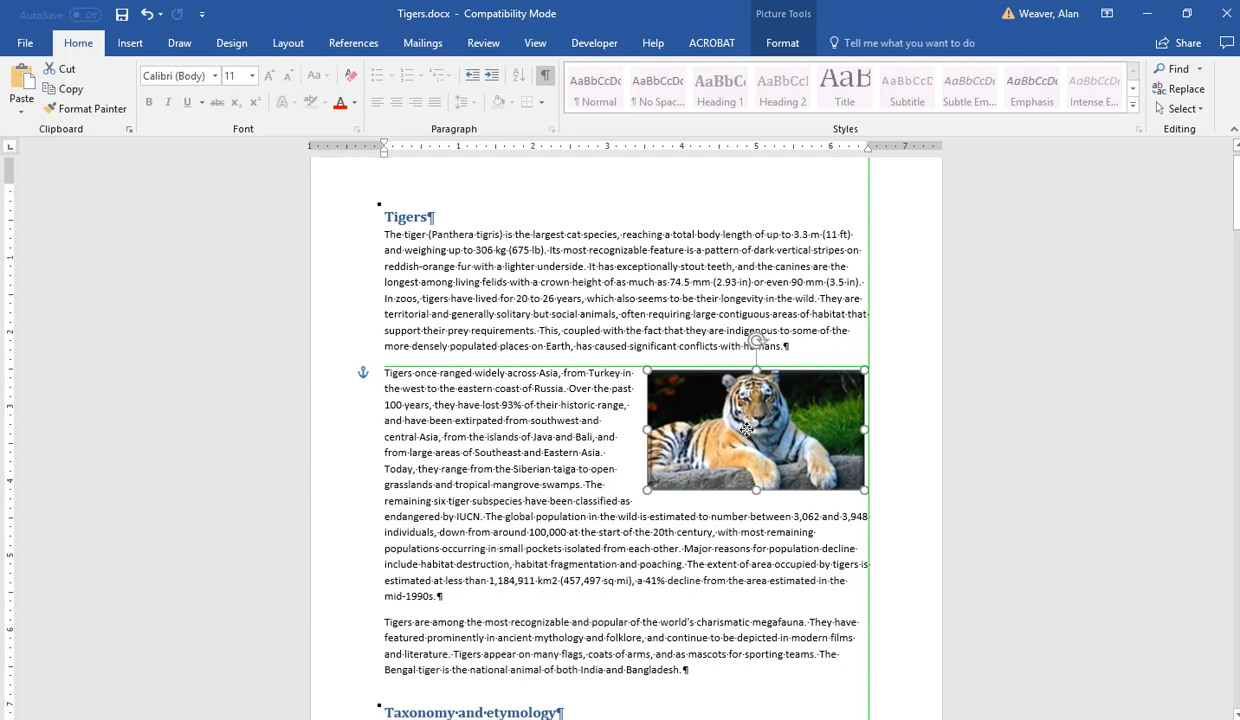 AutoSave Off
Tigers.docx - Compatibility Mode
Picture Tools
Weaver, Alan
File Home Insert Draw Design Layout References Mailings Review View Developer Help ACROBAT Format Tell me what you want to do Share
Paste
Cut
Copy
Format Painter
Clipboard
Calibri (Body) 11
Aa
B I U abc X₂ X²
A ab A
Font
Paragraph
AaBbCcDc AaBbCcDc AaBbCc AaBbCc AaB AaBbCcD AaBbCcDc AaBbCcDc AaBbCcDc
¶ Normal ¶ No Spac... Heading 1 Heading 2 Title Subtitle Subtle Em... Emphasis Intense E...
Styles
Find
Replace
Select
Editing
1 1 2 3 4 5 6 7
Tigers¶
The·tiger·(Panthera·tigris)·is·the·largest·cat·species,·reaching·a·total·body·length·of·up·to·3.3·m·(11·ft)·
and·weighing·up·to·306·kg·(675·lb).·Its·most·recognizable·feature·is·a·pattern·of·dark·vertical·stripes·on·
reddish-orange·fur·with·a·lighter·underside.·It·has·exceptionally·stout·teeth,·and·the·canines·are·the·
longest·among·living·felids·with·a·crown·height·of·as·much·as·74.5·mm·(2.93·in)·or·even·90·mm·(3.5·in).·
In·zoos,·tigers·have·lived·for·20·to·26·years,·which·also·seems·to·be·their·longevity·in·the·wild.·They·are·
territorial·and·generally·solitary·but·social·animals,·often·requiring·large·contiguous·areas·of·habitat·that·
support·their·prey·requirements.·This,·coupled·with·the·fact·that·they·are·indigenous·to·some·of·the·
more·densely·populated·places·on·Earth,·has·caused·significant·conflicts·with·humans.¶
Tigers·once·ranged·widely·across·Asia,·from·Turkey·in·
the·west·to·the·eastern·coast·of·Russia.·Over·the·past·
100·years,·they·have·lost·93%·of·their·historic·range,·
and·have·been·extirpated·from·southwest·and·
central·Asia,·from·the·islands·of·Java·and·Bali,·and·
from·large·areas·of·Southeast·and·Eastern·Asia.·
Today,·they·range·from·the·Siberian·taiga·to·open·
grasslands·and·tropical·mangrove·swamps.·The·
remaining·six·tiger·subspecies·have·been·classified·as·
endangered·by·IUCN.·The·global·population·in·the·wild·is·estimated·to·number·between·3,062·and·3,948·
individuals,·down·from·around·100,000·at·the·start·of·the·20th·century,·with·most·remaining·
populations·occurring·in·small·pockets·isolated·from·each·other.·Major·reasons·for·population·decline·
include·habitat·destruction,·habitat·fragmentation·and·poaching.·The·extent·of·area·occupied·by·tigers·is·
estimated·at·less·than·1,184,911·km2·(457,497·sq·mi),·a·41%·decline·from·the·area·estimated·in·the·
mid-1990s.¶
Tigers·are·among·the·most·recognizable·and·popular·of·the·world's·charismatic·megafauna.·They·have·
featured·prominently·in·ancient·mythology·and·folklore,·and·continue·to·be·depicted·in·modern·films·
and·literature.·Tigers·appear·on·many·flags,·coats·of·arms,·and·as·mascots·for·sporting·teams.·The·
Bengal·tiger·is·the·national·animal·of·both·India·and·Bangladesh.¶
Taxonomy·and·etymology¶